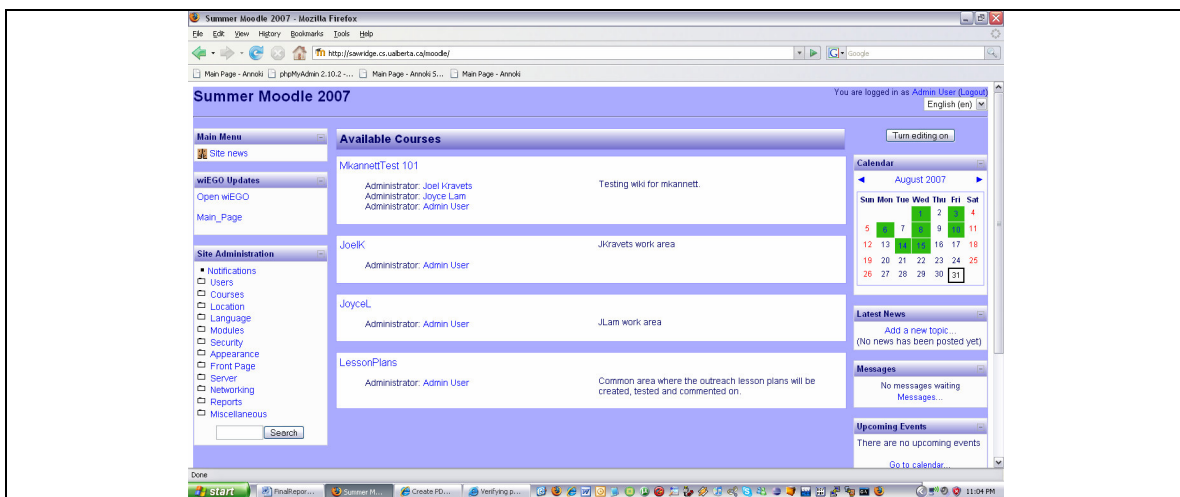 Summer Moodle 2007 - Mozilla Firefox
File Edit View History Bookmarks Tools Help
http://sawridge.cs.ualberta.ca/moodle/
Google
Main Page - Annoki phpMyAdmin 2.10.2 -... Main Page - Annoki S... Main Page - Annoki
Summer Moodle 2007
You are logged in as Admin User (Logout)
English (en)
Turn editing on
Main Menu
Site news
wiEGO Updates
Open wiEGO
Main_Page
Site Administration
Notifications
Users
Courses
Location
Language
Modules
Security
Appearance
Front Page
Server
Networking
Reports
Miscellaneous
Search
Available Courses
MkannettTest 101
Administrator: Joel Kravets
Administrator: Joyce Lam
Administrator: Admin User
Testing wiki for mkannett.
JoelK
Administrator: Admin User
JKravets work area
JoyceL
Administrator: Admin User
JLam work area
LessonPlans
Administrator: Admin User
Common area where the outreach lesson plans will be
created, tested and commented on.
Calendar
August 2007
Sun Mon Tue Wed Thu Fri Sat
1 2 3 4
5 6 7 8 9 10 11
12 13 14 15 16 17 18
19 20 21 22 23 24 25
26 27 28 29 30 31
Latest News
Add a new topic...
(No news has been posted yet)
Messages
No messages waiting
Messages...
Upcoming Events
There are no upcoming events
Go to calendar...
Done
start FinalRepor... Summer M... Create PD... Verifying p... 11:04 PM